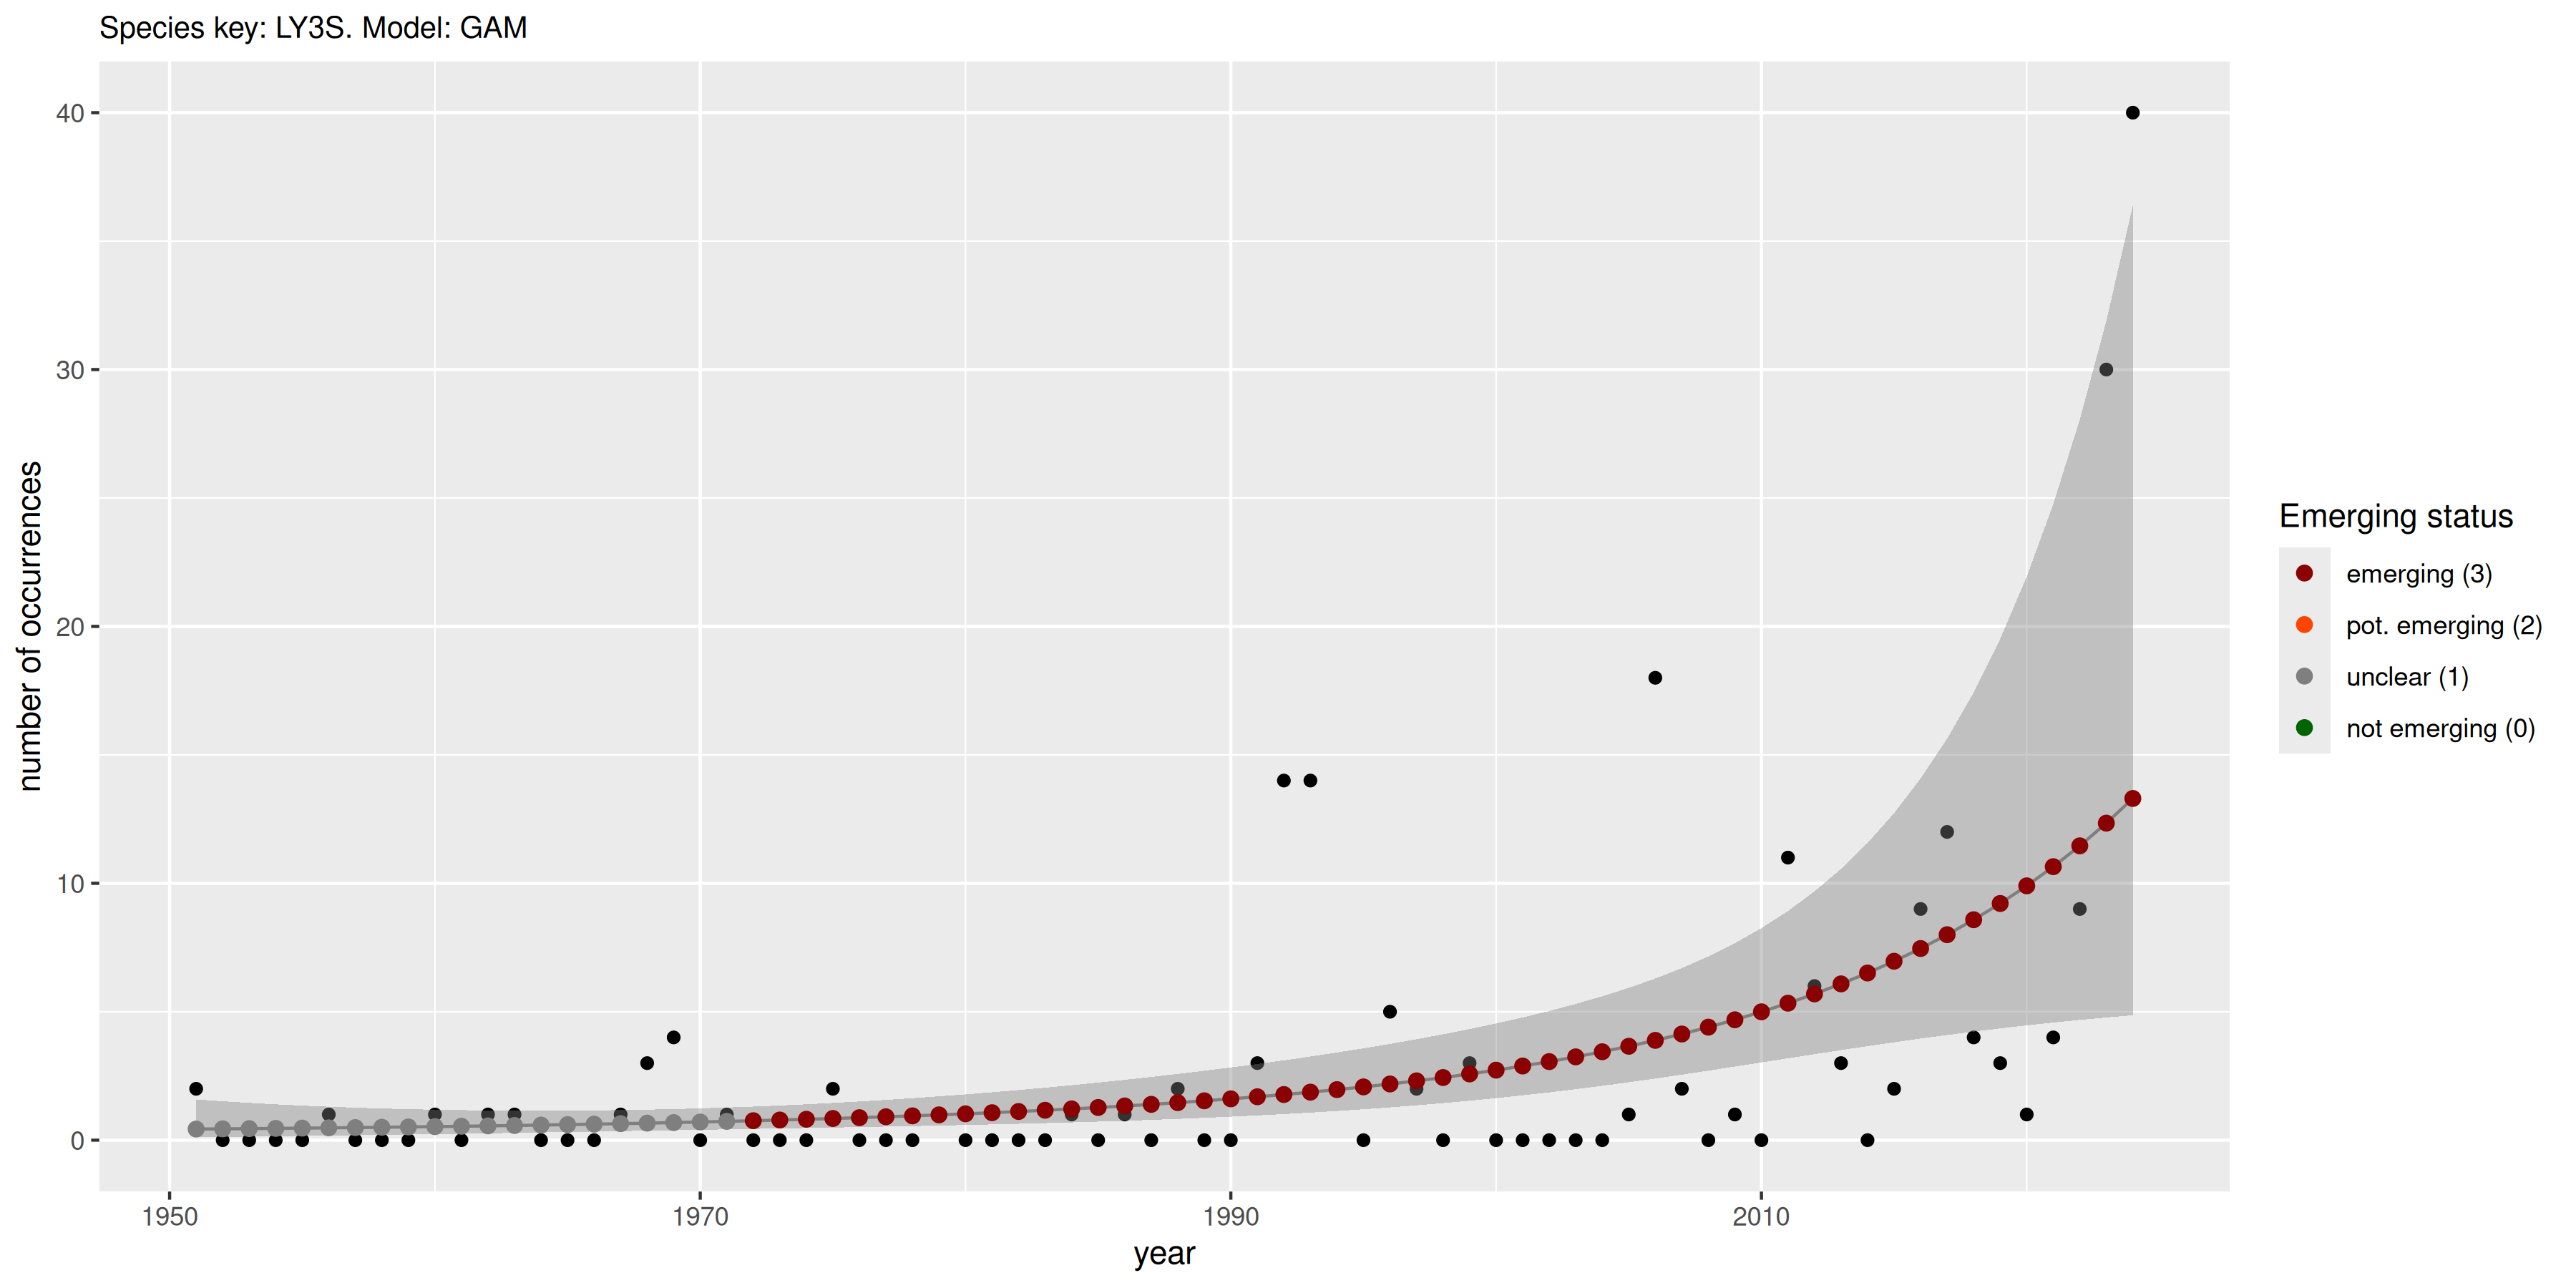 Species key: LY3S. Model: GAM
40
30
20
10
0
number of occurrences
1950 1970 1990 2010
year
Emerging status
emerging (3)
pot. emerging (2)
unclear (1)
not emerging (0)